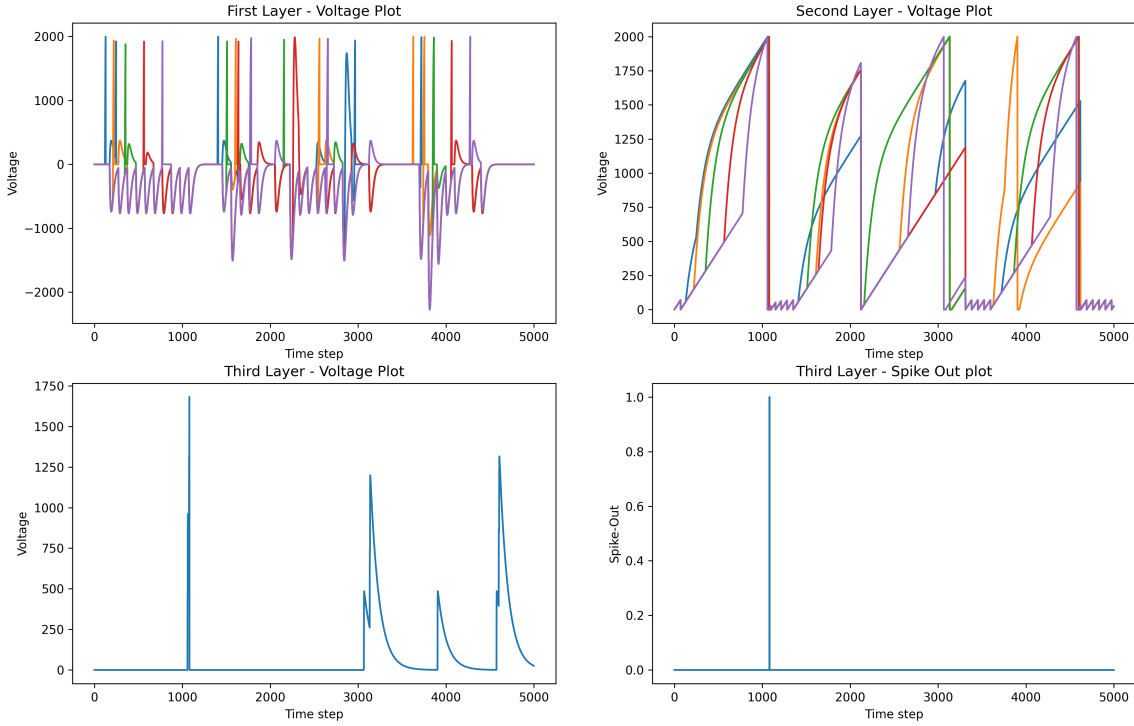 First Layer - Voltage Plot
Voltage
2000
1000
0
−1000
−2000
0 1000 2000 3000 4000 5000
Time step
Second Layer - Voltage Plot
Voltage
2000
1750
1500
1250
1000
750
500
250
0
0 1000 2000 3000 4000 5000
Time step
Third Layer - Voltage Plot
Voltage
1750
1500
1250
1000
750
500
250
0
0 1000 2000 3000 4000 5000
Time step
Third Layer - Spike Out plot
Spike-Out
1.0
0.8
0.6
0.4
0.2
0.0
0 1000 2000 3000 4000 5000
Time step